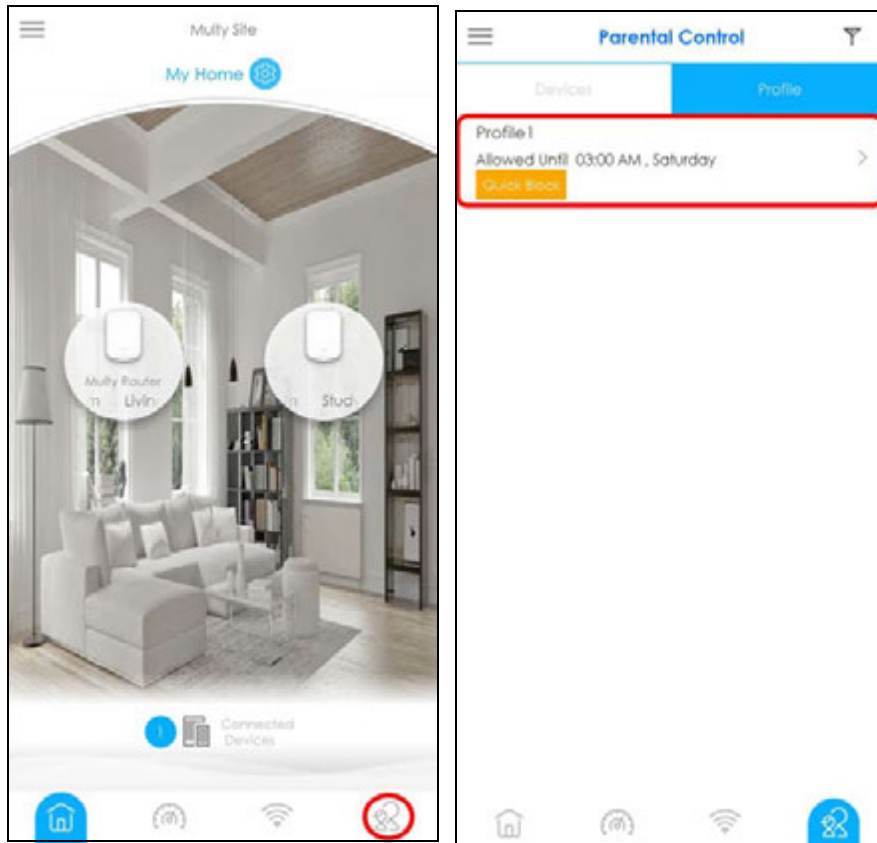 Multy Site
My Home
Multy Router
n Livin
n Stud
1 Connected
Devices
Parental Control
Devices Profile
Profile1
Allowed Until 03:00 AM , Saturday
Quick Block